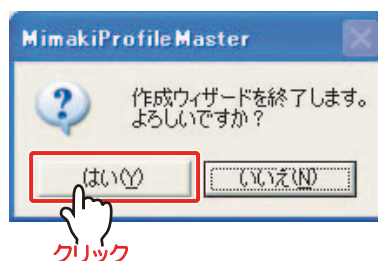 MimakiProfileMaster
作成ウィザードを終了します。
よろしいですか?
はい(Y)
いいえ(N)
クリック